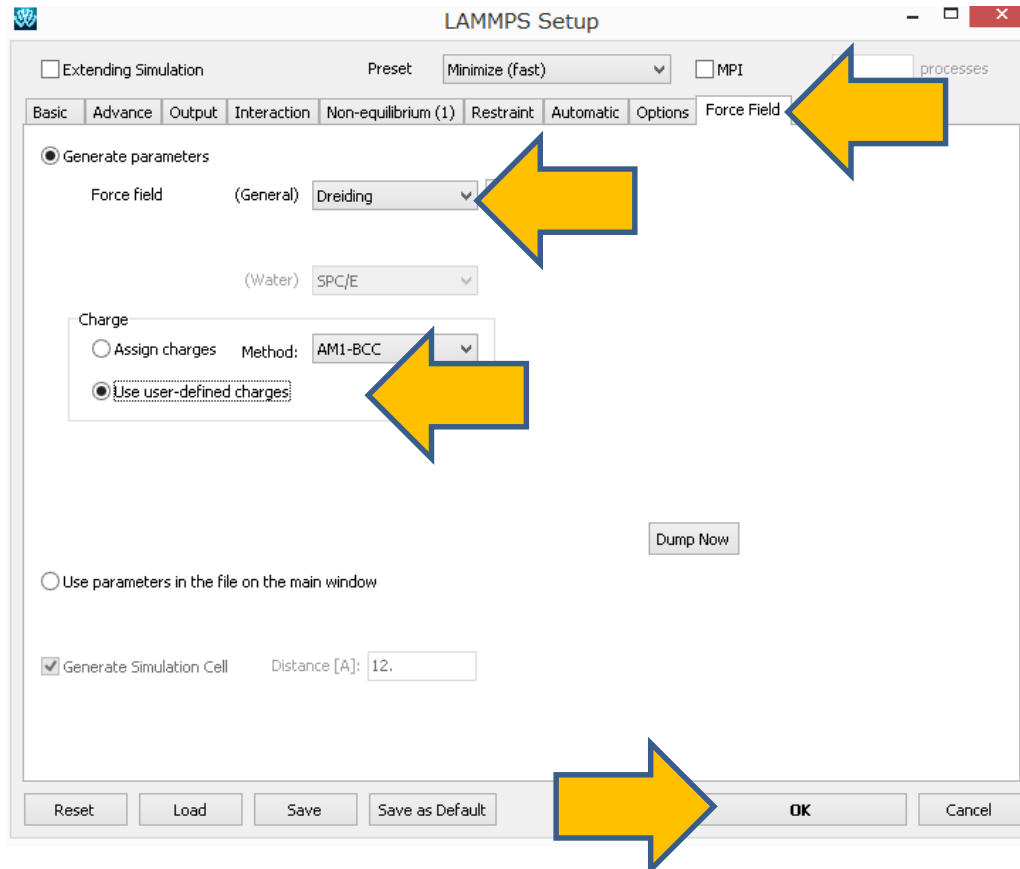 LAMMPS Setup
Extending Simulation Preset Minimize (fast) MPI processes
Basic Advance Output Interaction Non-equilibrium (1) Restraint Automatic Options Force Field
Generate parameters
Force field (General) Dreiding
(Water) SPC/E
Charge
Assign charges Method: AM1-BCC
Use user-defined charges
Dump Now
Use parameters in the file on the main window
Generate Simulation Cell Distance [A]: 12.
Reset Load Save Save as Default OK Cancel